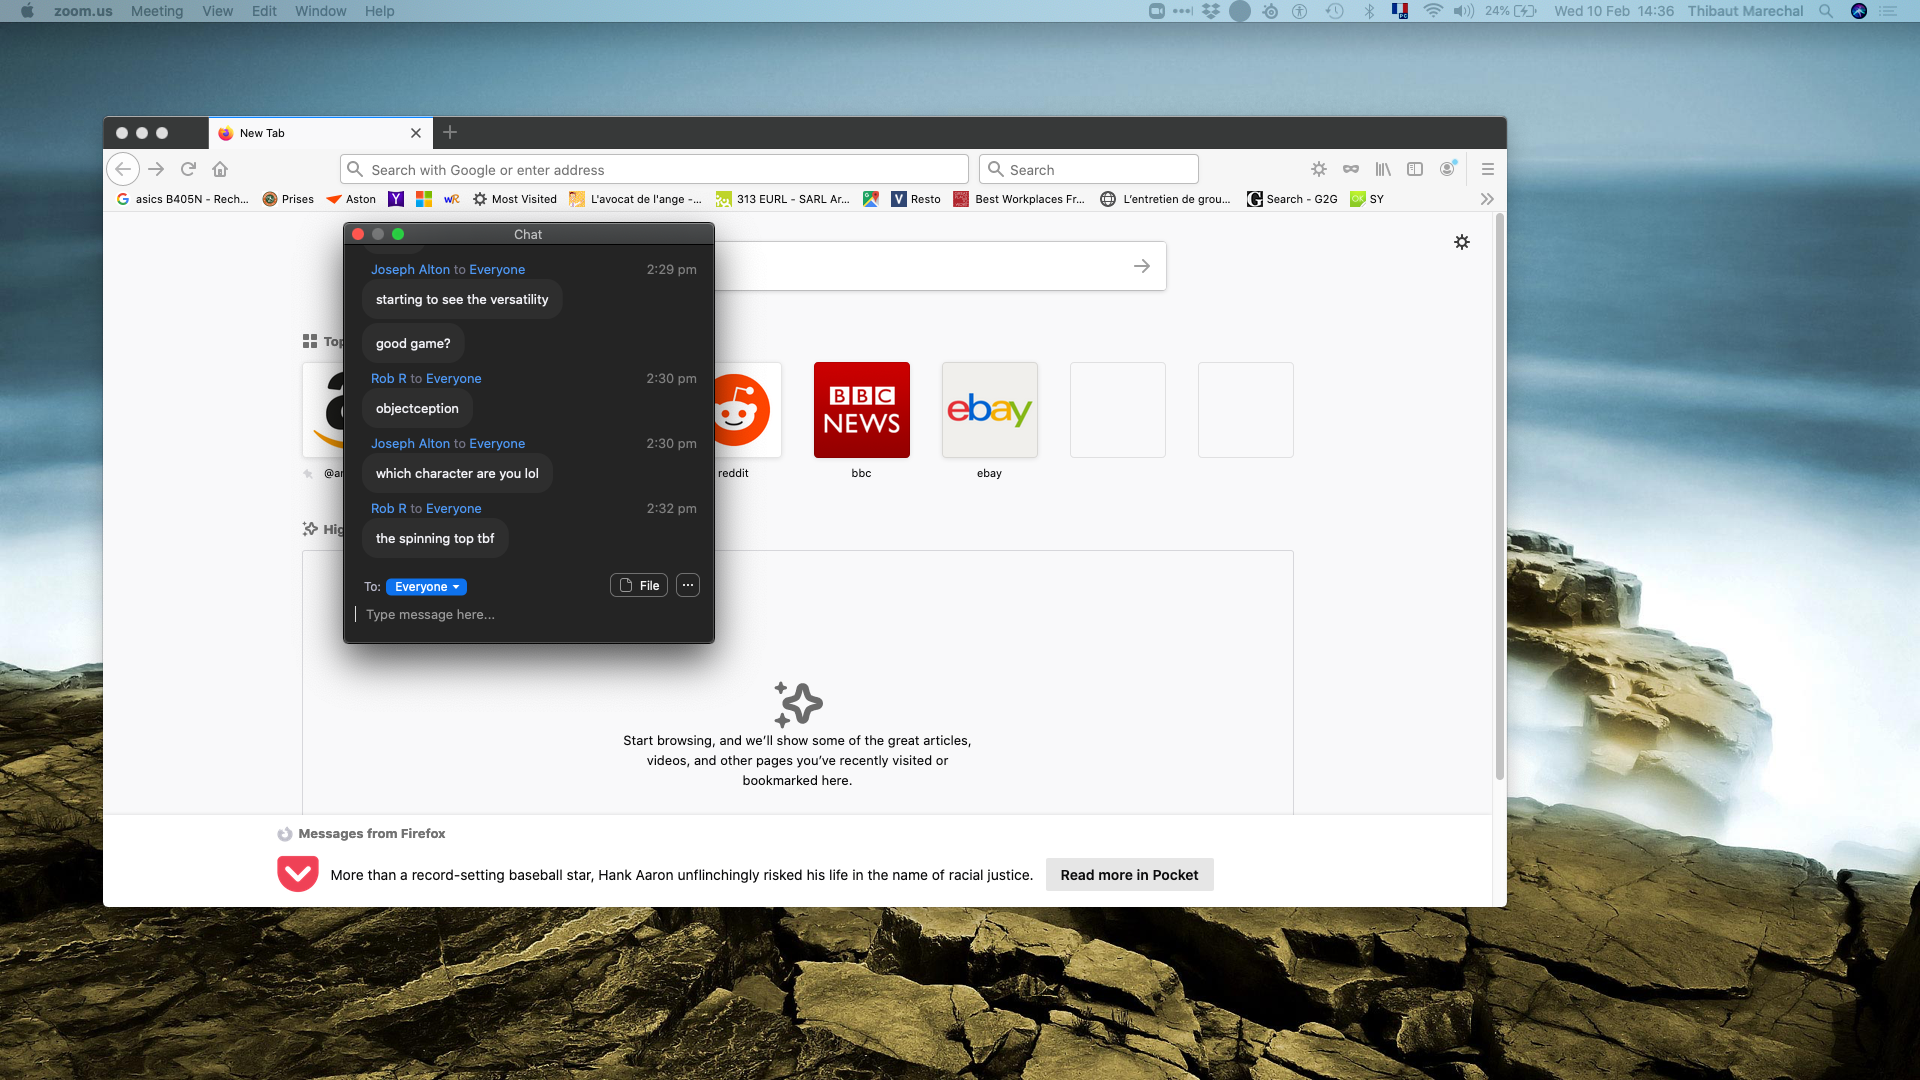 zoom.us Meeting View Edit Window Help 24% Wed 10 Feb 14:36 Thibaut Marechal
New Tab
Search with Google or enter address Search
asics B405N - Rech... Prises Aston wR Most Visited L'avocat de l'ange -... 313 EURL - SARL Ar... Resto Best Workplaces Fr... L'entretien de grou... Search - G2G SY
Chat
Joseph Alton to Everyone 2:29 pm
starting to see the versatility
good game?
Rob R to Everyone 2:30 pm
objectception
Joseph Alton to Everyone 2:30 pm
which character are you lol
Rob R to Everyone 2:32 pm
the spinning top tbf
To: Everyone File ...
Type message here...
Top
BBC
NEWS
ebay
reddit bbc ebay
Start browsing, and we'll show some of the great articles,
videos, and other pages you've recently visited or
bookmarked here.
Messages from Firefox
More than a record-setting baseball star, Hank Aaron unflinchingly risked his life in the name of racial justice. Read more in Pocket